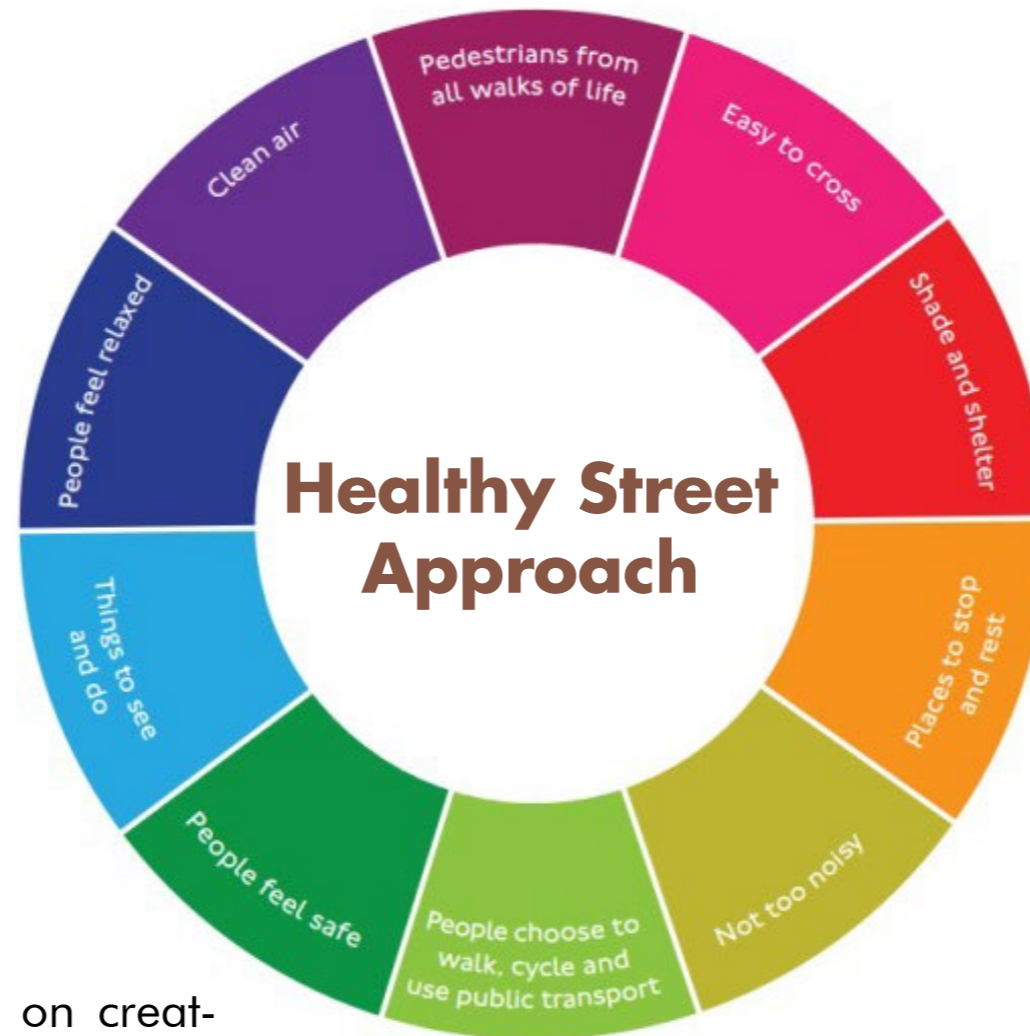 Pedestrians from
all walks of life
Easy to cross
Shade and shelter
Places to stop
and rest
Not too noisy
People choose to
walk, cycle and
use public transport
People feel safe
Things to see
and do
People feel relaxed
Clean air
Healthy Street
Approach
on creat-